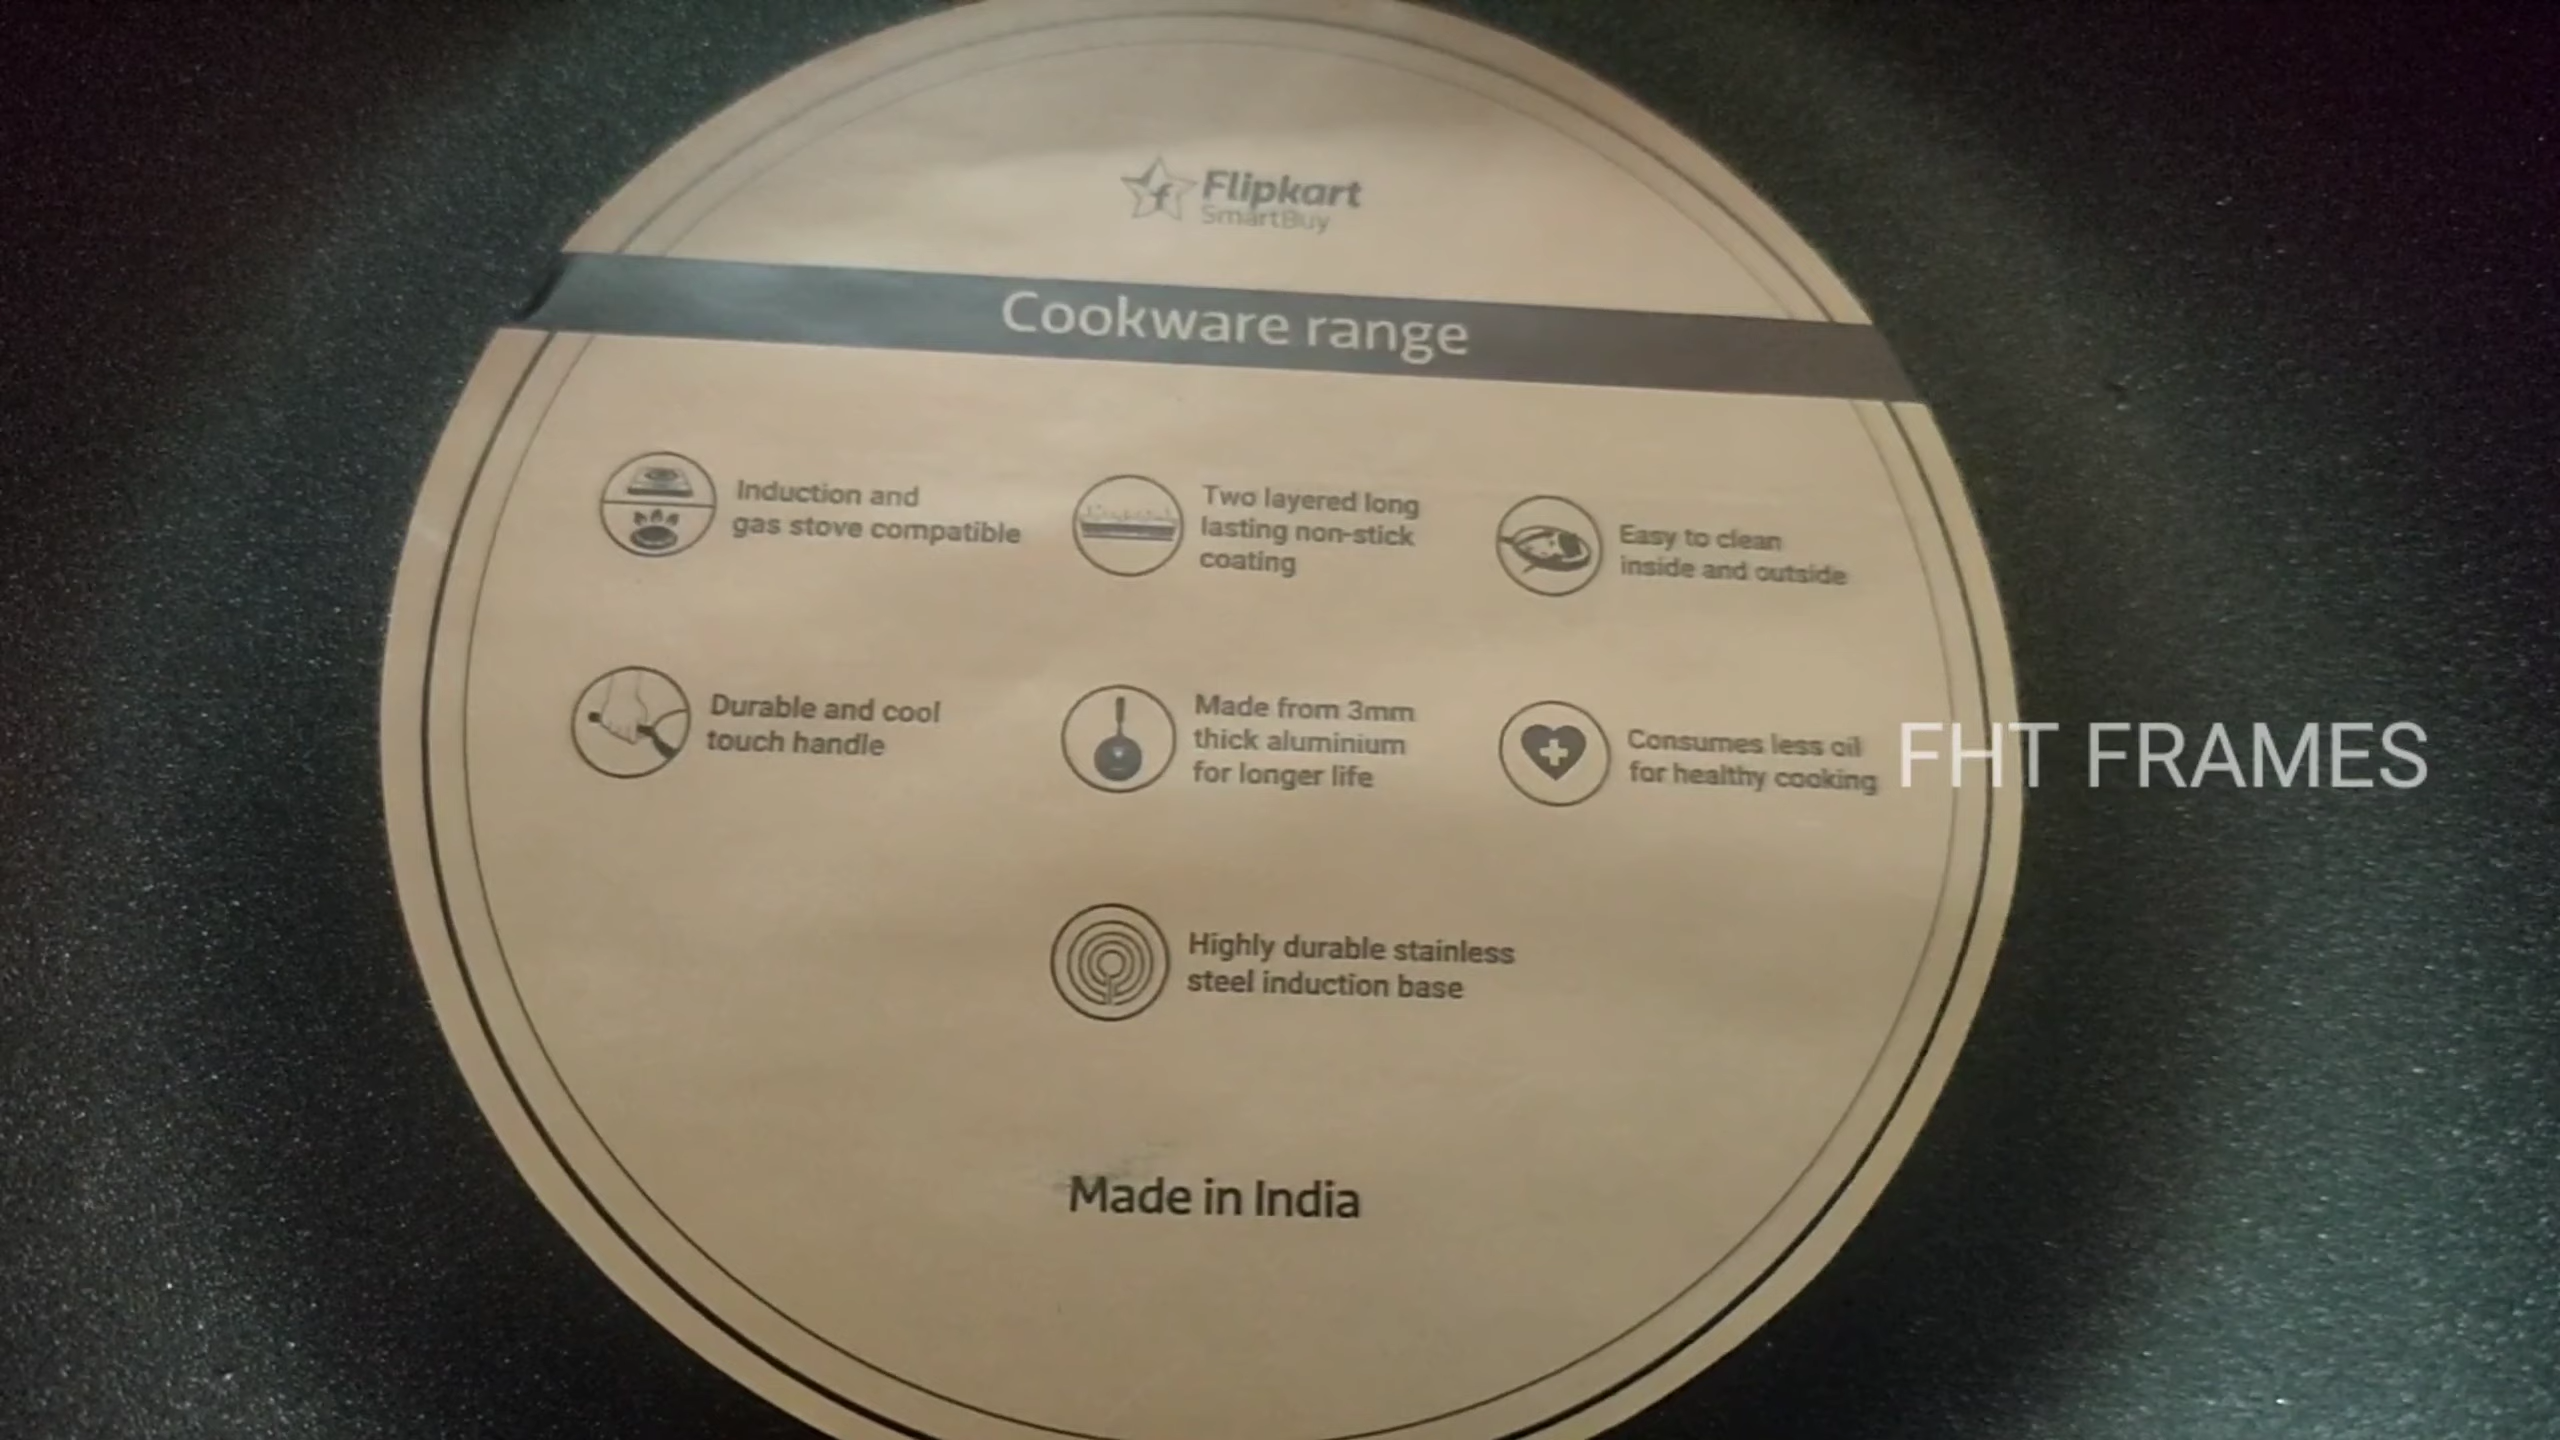 Flipkart
SmartBuy
Cookware range
Induction and
gas stove compatible
Two layered long
lasting non-stick
coating
Easy to clean
inside and outside
Durable and cool
touch handle
Made from 3mm
thick aluminium
for longer life
Consumes less oil
for healthy cooking
FHT FRAMES
Highly durable stainless
steel induction base
Made in India